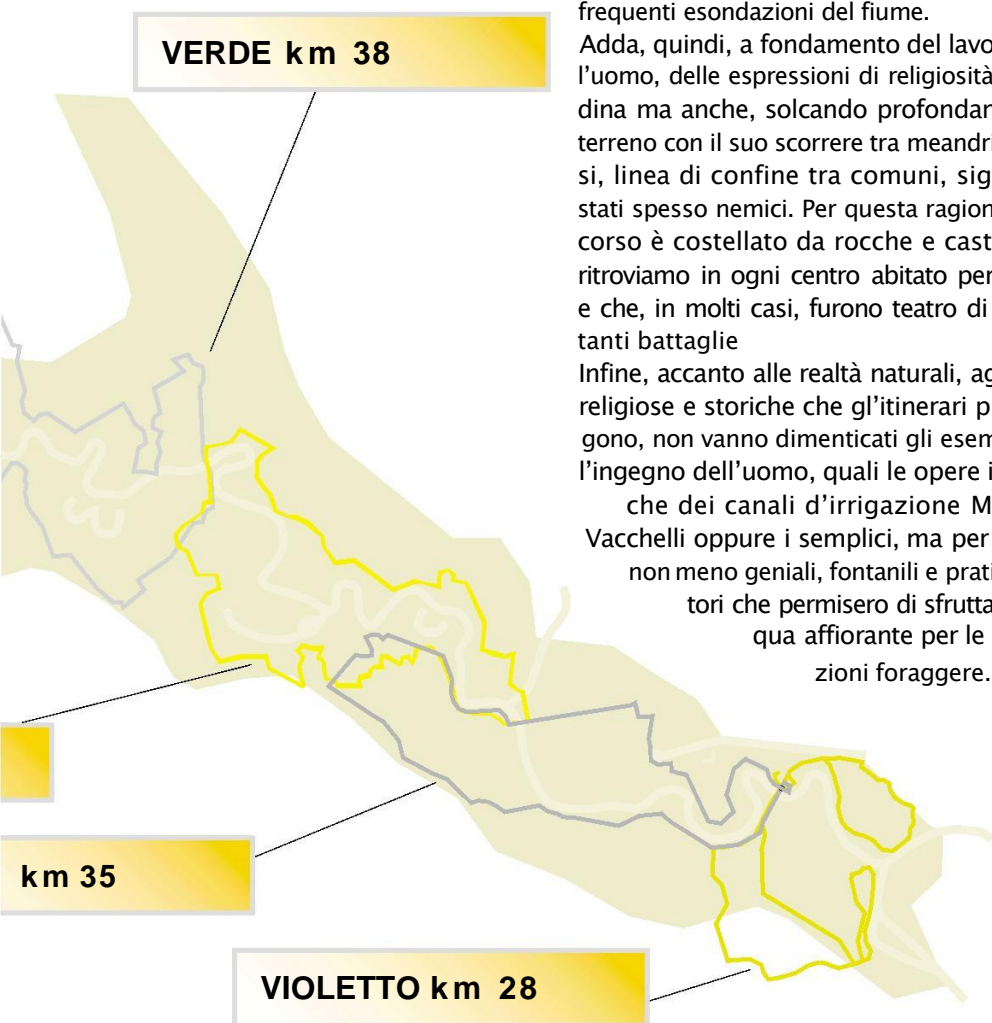 frequenti esondazioni del fiume.
Adda, quindi, a fondamento del lavo
l’uomo, delle espressioni di religiosità
dina ma anche, solcando profondan
terreno con il suo scorrere tra meandri
si, linea di confine tra comuni, sig
stati spesso nemici. Per questa ragion
corso è costellato da rocche e cast
ritroviamo in ogni centro abitato per
e che, in molti casi, furono teatro di
tanti battaglie
Infine, accanto alle realtà naturali, ag
religiose e storiche che gl’itinerari p
gono, non vanno dimenticati gli esem
l’ingegno dell’uomo, quali le opere i
che dei canali d’irrigazione M
Vacchelli oppure i semplici, ma per
non meno geniali, fontanili e prati
tori che permisero di sfrutta
qua affiorante per le
zioni foraggere.
VERDE km 38
km 35
VIOLETTO km 28